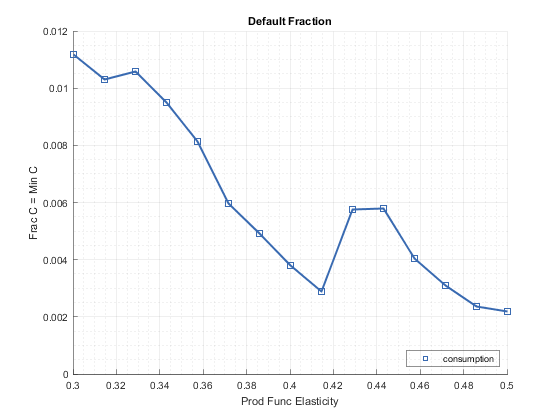 Default Fraction
0.012
0.01
0.008
0.006
0.004
0.002
0
Frac C = Min C
consumption
0.3 0.32 0.34 0.36 0.38 0.4 0.42 0.44 0.46 0.48 0.5
Prod Func Elasticity